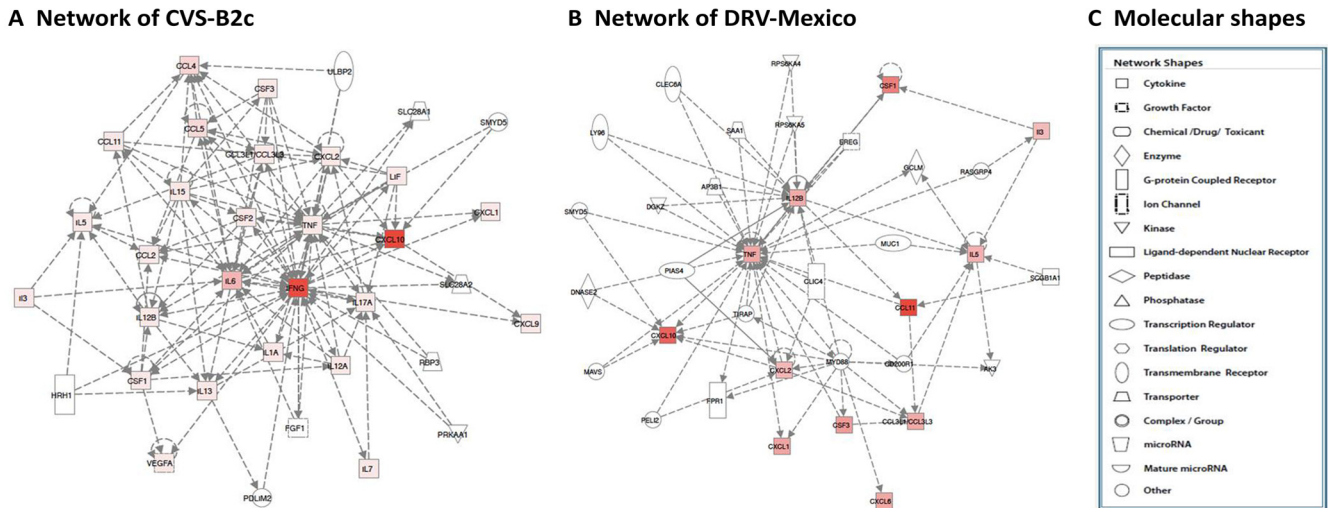 A Network of CVS-B2c
B Network of DRV-Mexico
C Molecular shapes
CCL4
ULBP2
CSF3
SLC28A1
SMYD5
CCL5
CCL11
CCL3L1/CCL3L3
CXCL2
LIF
IL15
CXCL1
IL5
CSF2
TNF
CXCL10
CCL2
IL6
IFNG
SLC28A2
Il3
IL17A
IL12B
CXCL9
IL1A
IL12A
RBP3
CSF1
IL13
HRH1
FGF1
PRKAA1
VEGFA
IL7
PDLIM2
RPS6KA4
CLEC6A
CSF1
LY96
SAA1
RPS6KA5
Il3
EREG
GCLM
RASGRP4
AP3B1
IL12B
DGKZ
SMYD5
MUC1
TNF
IL5
PIAS4
CLIC4
SCGB1A1
DNASE2
CCL11
TIRAP
CXCL10
MYD88
CD200R1
PAK3
MAVS
CXCL2
FPR1
PELI2
CSF3
CCL3L1/CCL3L3
CXCL1
CXCL6
Network Shapes
Cytokine
Growth Factor
Chemical /Drug/ Toxicant
Enzyme
G-protein Coupled Receptor
Ion Channel
Kinase
Ligand-dependent Nuclear Receptor
Peptidase
Phosphatase
Transcription Regulator
Translation Regulator
Transmembrane Receptor
Transporter
Complex / Group
microRNA
Mature microRNA
Other